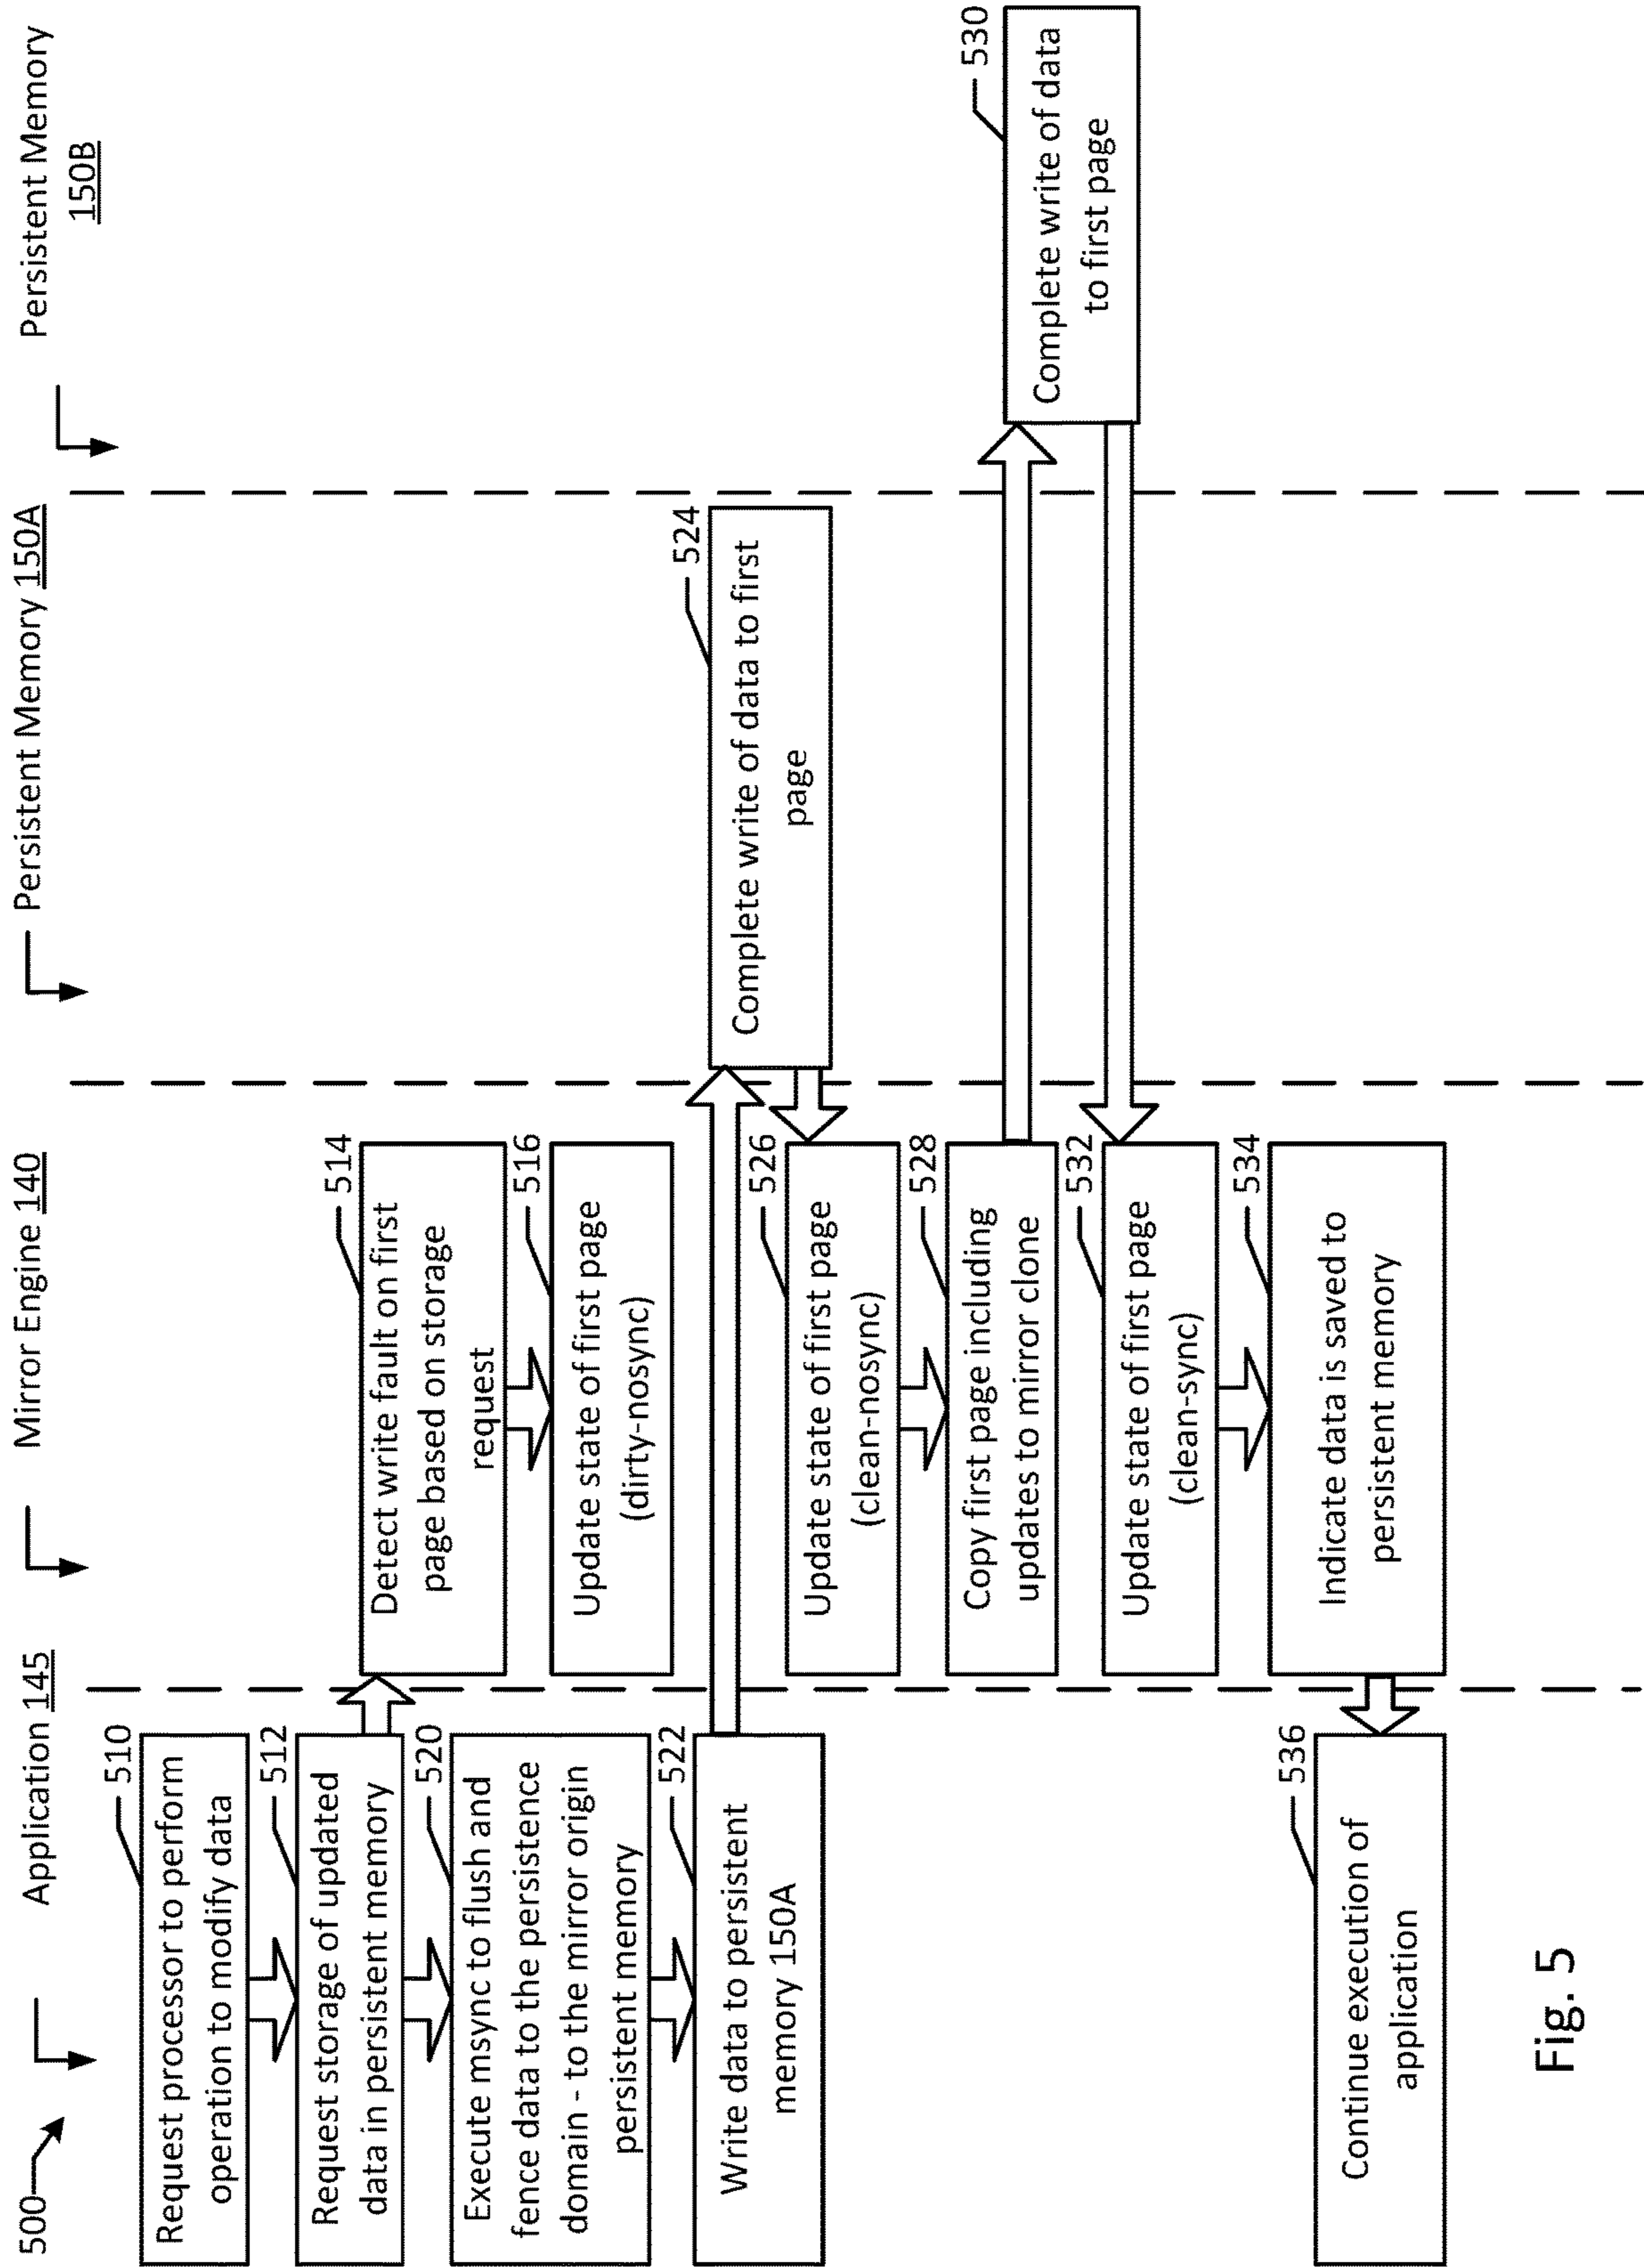 500
Application 145
Mirror Engine 140
Persistent Memory 150A
Persistent Memory
150B
510
Request processor to perform
operation to modify data
512
Request storage of updated
data in persistent memory
514
Detect write fault on first
page based on storage
request
516
Update state of first page
(dirty-nosync)
520
Execute msync to flush and
fence data to the persistence
domain - to the mirror origin
persistent memory
522
Write data to persistent
memory 150A
524
Complete write of data to first
page
526
Update state of first page
(clean-nosync)
528
Copy first page including
updates to mirror clone
530
Complete write of data
to first page
532
Update state of first page
(clean-sync)
534
Indicate data is saved to
persistent memory
536
Continue execution of
application
Fig. 5